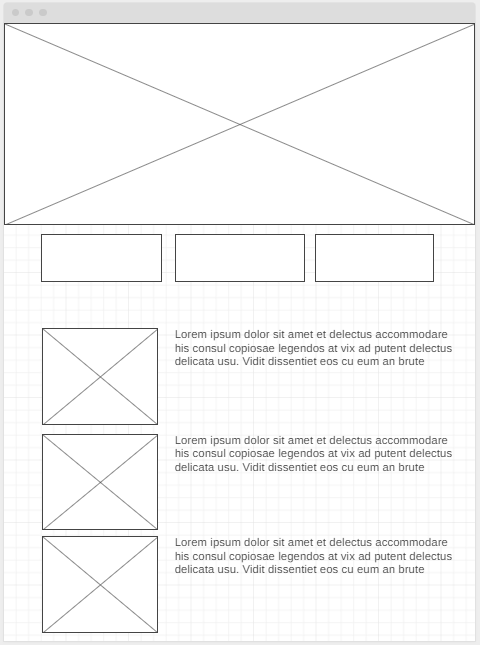 Lorem ipsum dolor sit amet et delectus accommodare
his consul copiosae legendos at vix ad putent delectus
delicata usu. Vidit dissentiet eos cu eum an brute
Lorem ipsum dolor sit amet et delectus accommodare
his consul copiosae legendos at vix ad putent delectus
delicata usu. Vidit dissentiet eos cu eum an brute
Lorem ipsum dolor sit amet et delectus accommodare
his consul copiosae legendos at vix ad putent delectus
delicata usu. Vidit dissentiet eos cu eum an brute